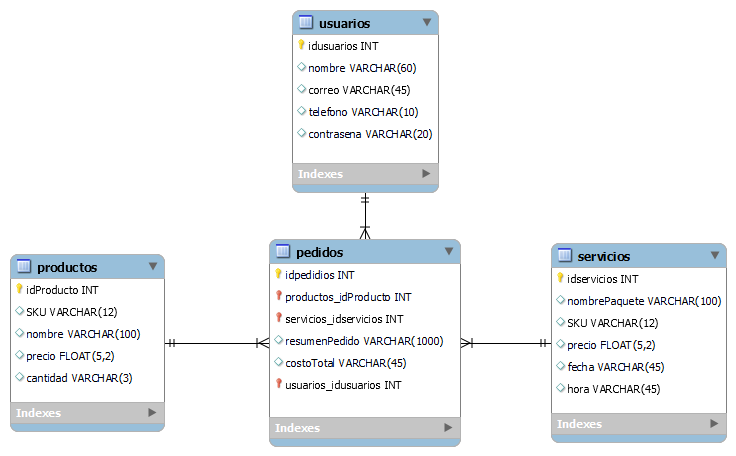 usuarios
idusuarios INT
nombre VARCHAR(60)
correo VARCHAR(45)
telefono VARCHAR(10)
contrasena VARCHAR(20)
Indexes
productos
idProducto INT
SKU VARCHAR(12)
nombre VARCHAR(100)
precio FLOAT(5,2)
cantidad VARCHAR(3)
Indexes
pedidos
idpedidios INT
productos_idProducto INT
servicios_idservicios INT
resumenPedido VARCHAR(1000)
costoTotal VARCHAR(45)
usuarios_idusuarios INT
Indexes
servicios
idservicios INT
nombrePaquete VARCHAR(100)
SKU VARCHAR(12)
precio FLOAT(5,2)
fecha VARCHAR(45)
hora VARCHAR(45)
Indexes